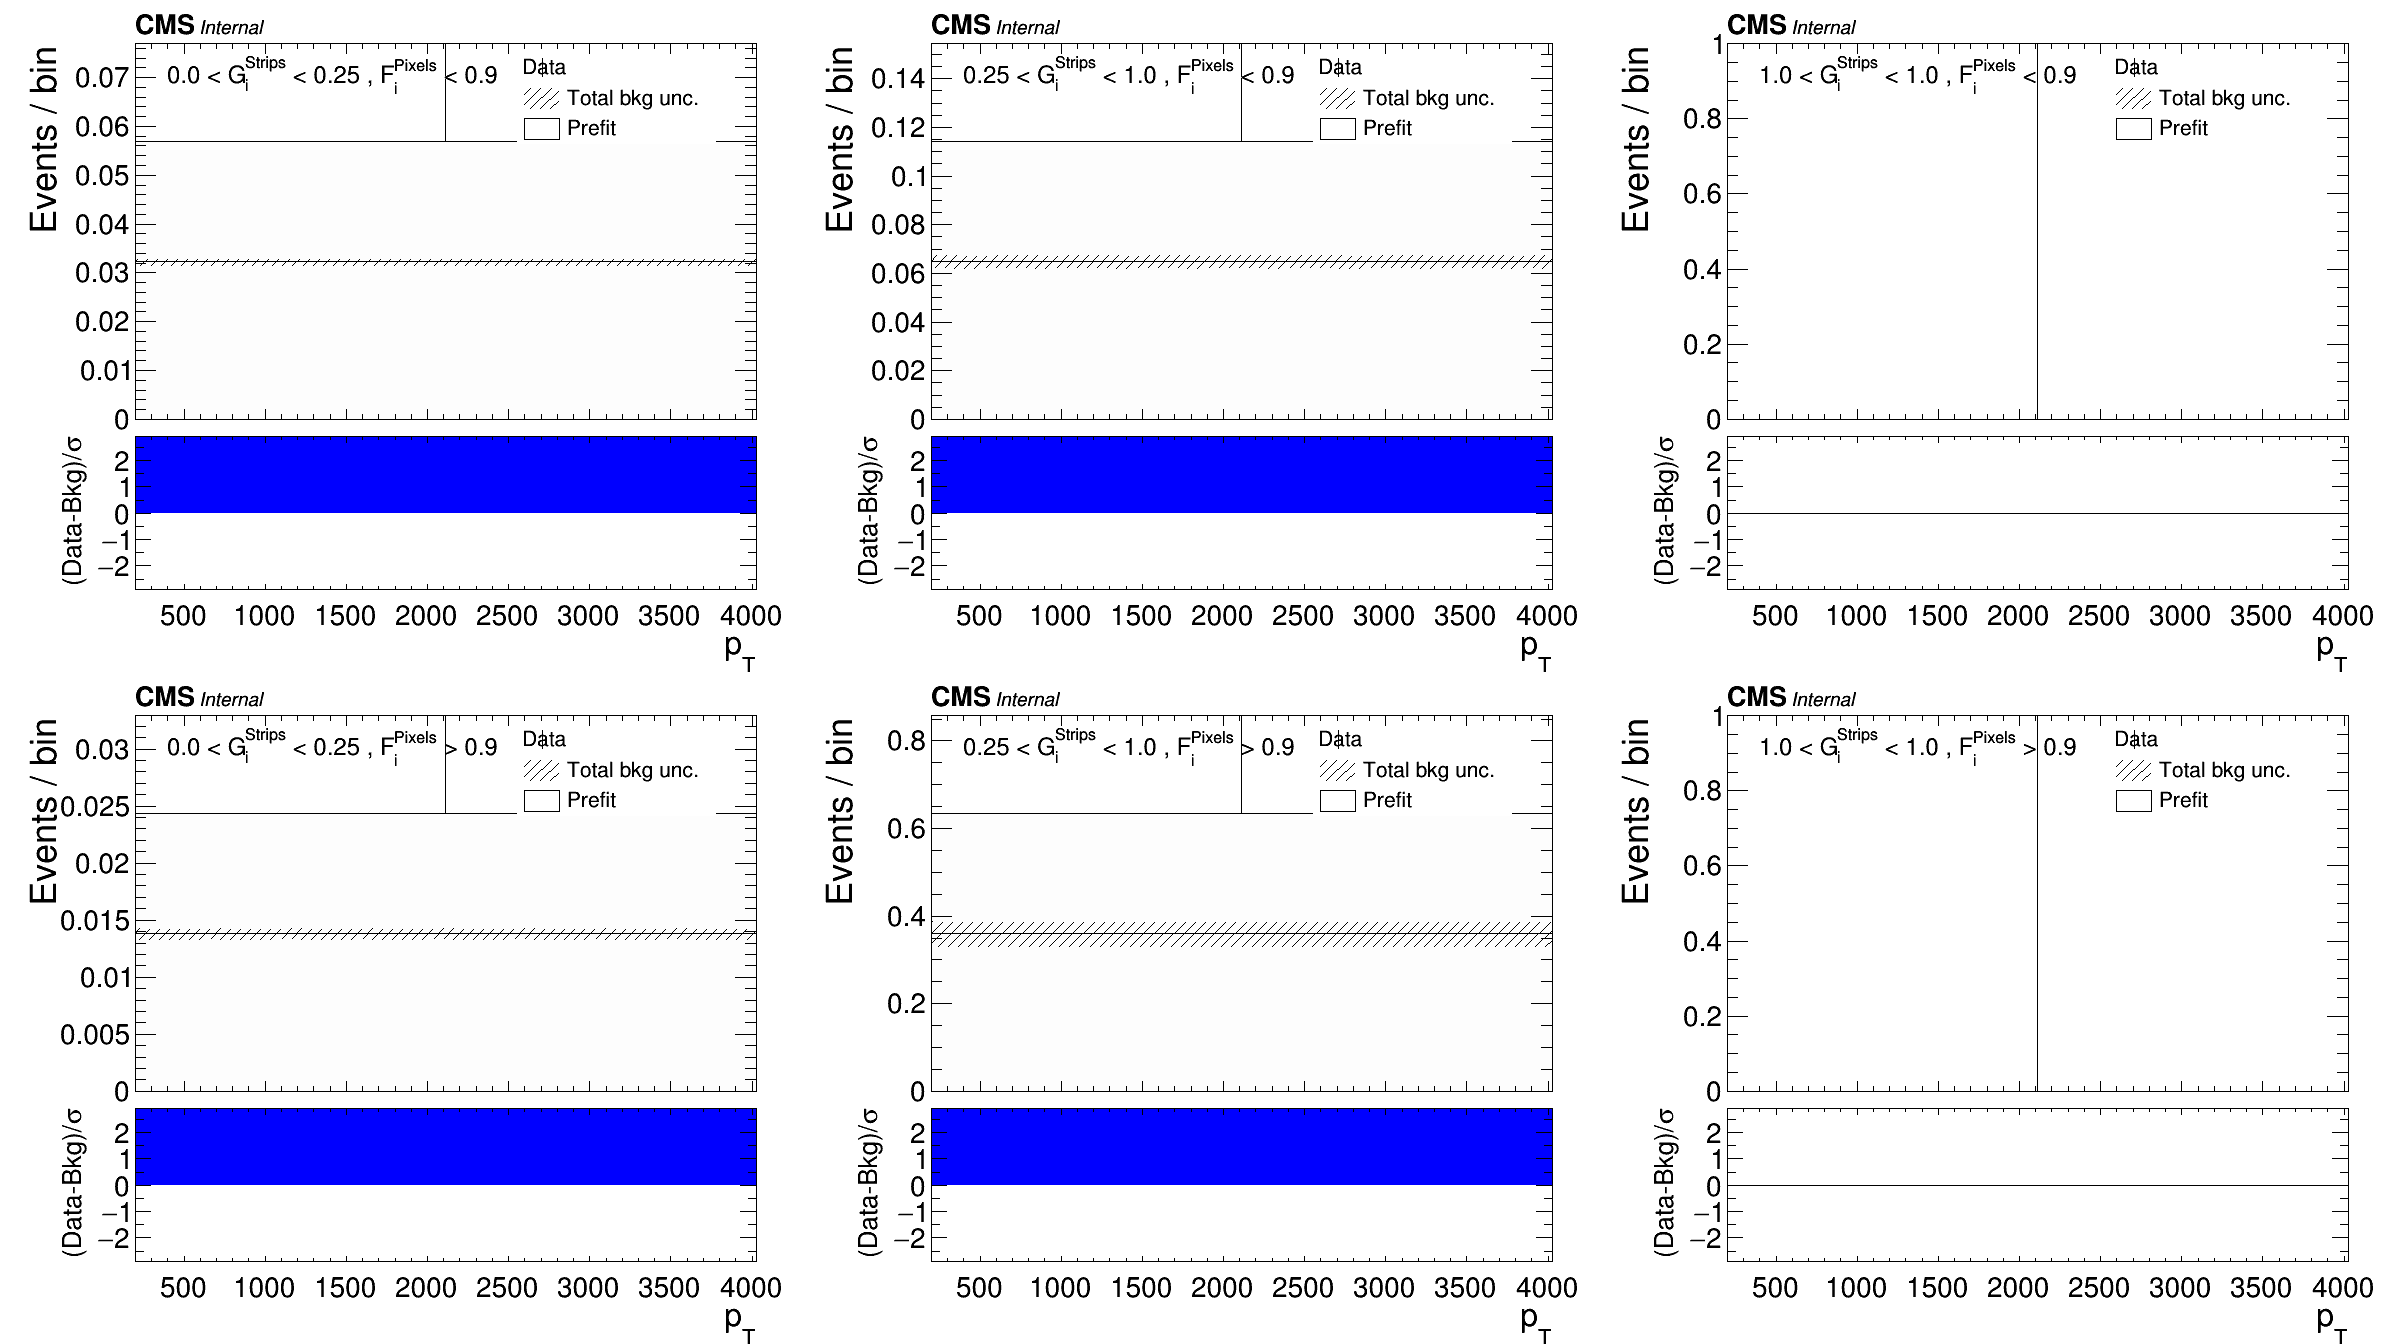 CMS Internal
Events / bin
0.0 < G_i^Strips < 0.25 , F_i^Pixels < 0.9
Data
Total bkg unc.
Prefit
0.07
0.06
0.05
0.04
0.03
0.02
0.01
0
(Data-Bkg)/σ
2
1
0
−1
−2
500 1000 1500 2000 2500 3000 3500 4000
p_T
CMS Internal
Events / bin
0.25 < G_i^Strips < 1.0 , F_i^Pixels < 0.9
Data
Total bkg unc.
Prefit
0.14
0.12
0.1
0.08
0.06
0.04
0.02
0
(Data-Bkg)/σ
2
1
0
−1
−2
500 1000 1500 2000 2500 3000 3500 4000
p_T
CMS Internal
Events / bin
1.0 < G_i^Strips < 1.0 , F_i^Pixels < 0.9
Data
Total bkg unc.
Prefit
1
0.8
0.6
0.4
0.2
0
(Data-Bkg)/σ
2
1
0
−1
−2
500 1000 1500 2000 2500 3000 3500 4000
p_T
CMS Internal
Events / bin
0.0 < G_i^Strips < 0.25 , F_i^Pixels > 0.9
Data
Total bkg unc.
Prefit
0.03
0.025
0.02
0.015
0.01
0.005
0
(Data-Bkg)/σ
2
1
0
−1
−2
500 1000 1500 2000 2500 3000 3500 4000
p_T
CMS Internal
Events / bin
0.25 < G_i^Strips < 1.0 , F_i^Pixels > 0.9
Data
Total bkg unc.
Prefit
0.8
0.6
0.4
0.2
0
(Data-Bkg)/σ
2
1
0
−1
−2
500 1000 1500 2000 2500 3000 3500 4000
p_T
CMS Internal
Events / bin
1.0 < G_i^Strips < 1.0 , F_i^Pixels > 0.9
Data
Total bkg unc.
Prefit
1
0.8
0.6
0.4
0.2
0
(Data-Bkg)/σ
2
1
0
−1
−2
500 1000 1500 2000 2500 3000 3500 4000
p_T